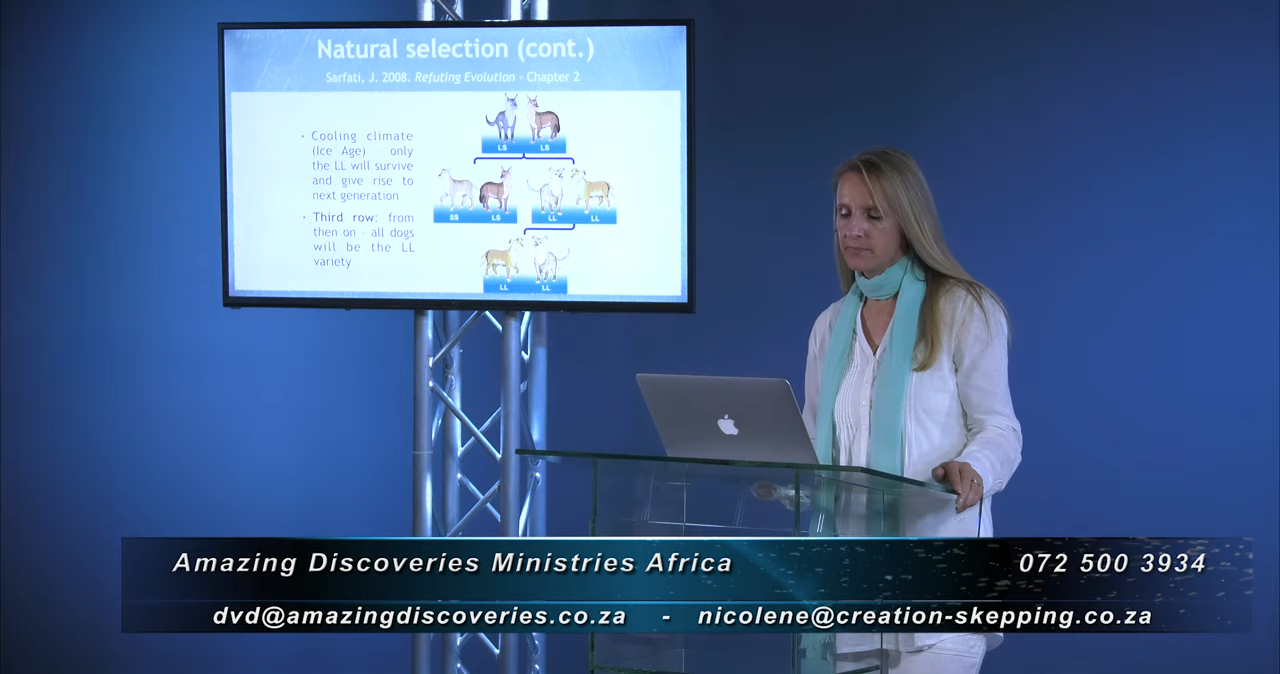 Natural selection (cont.)
Sarfati, J. 2008. Refuting Evolution - Chapter 2
• Cooling climate
(Ice Age) - only
the LL will survive
and give rise to
next generation
• Third row: from
then on - all dogs
will be the LL
variety
LS LS
SS LS LL LL
LL LL
Amazing Discoveries Ministries Africa 072 500 3934
dvd@amazingdiscoveries.co.za - nicolene@creation-skepping.co.za